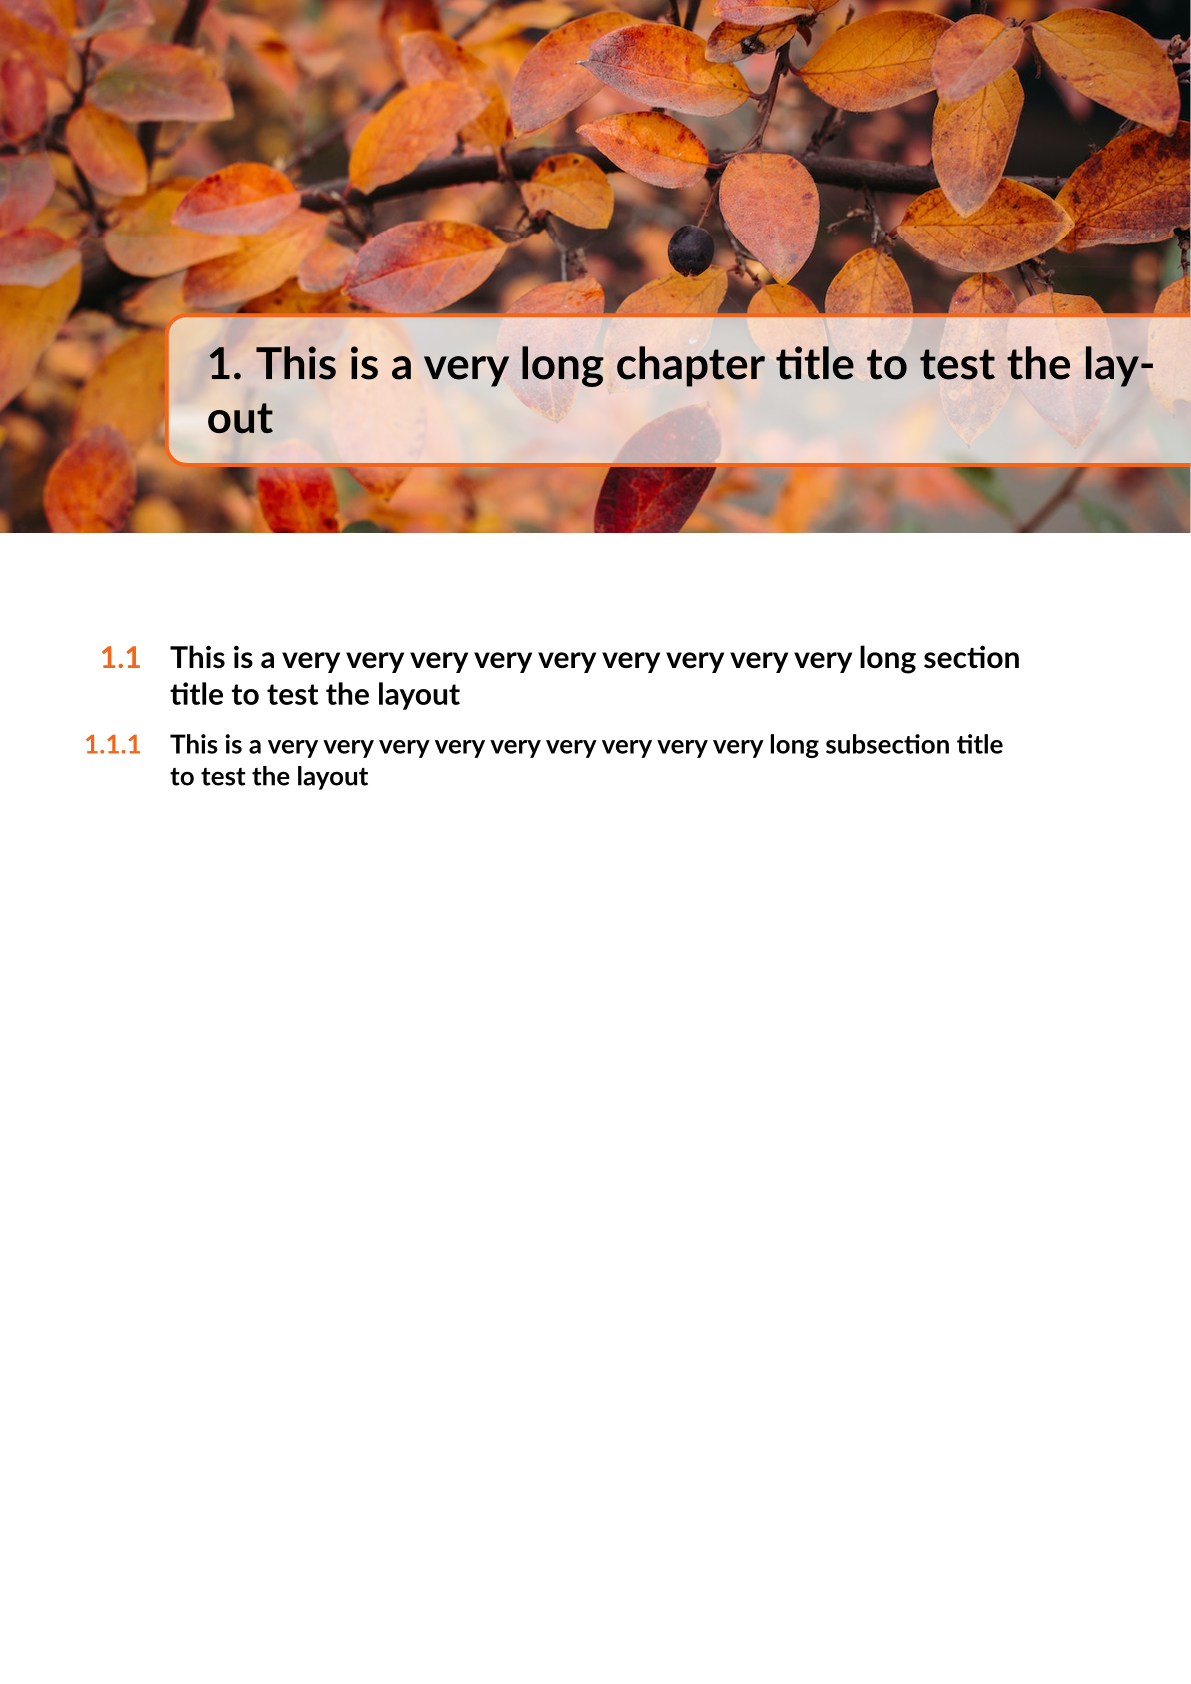 1. This is a very long chapter title to test the lay-
out
1.1 This is a very very very very very very very very very long section
title to test the layout
1.1.1 This is a very very very very very very very very very long subsection title
to test the layout